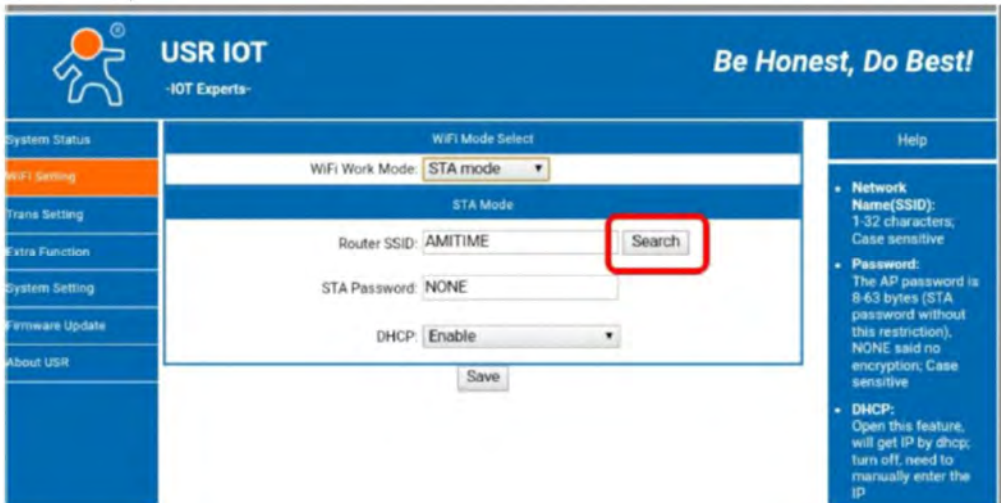 ®
USR IOT
-IOT Experts-
Be Honest, Do Best!
System Status
WiFi Setting
Trans Setting
Extra Function
System Setting
Firmware Update
About USR
WiFi Mode Select
WiFi Work Mode: STA mode
STA Mode
Router SSID: AMITIME Search
STA Password: NONE
DHCP: Enable
Save
Help
• Network
Name(SSID):
1-32 characters;
Case sensitive
• Password:
The AP password is
8-63 bytes (STA
password without
this restriction),
NONE said no
encryption; Case
sensitive
• DHCP:
Open this feature,
will get IP by dhcp;
turn off, need to
manually enter the
IP